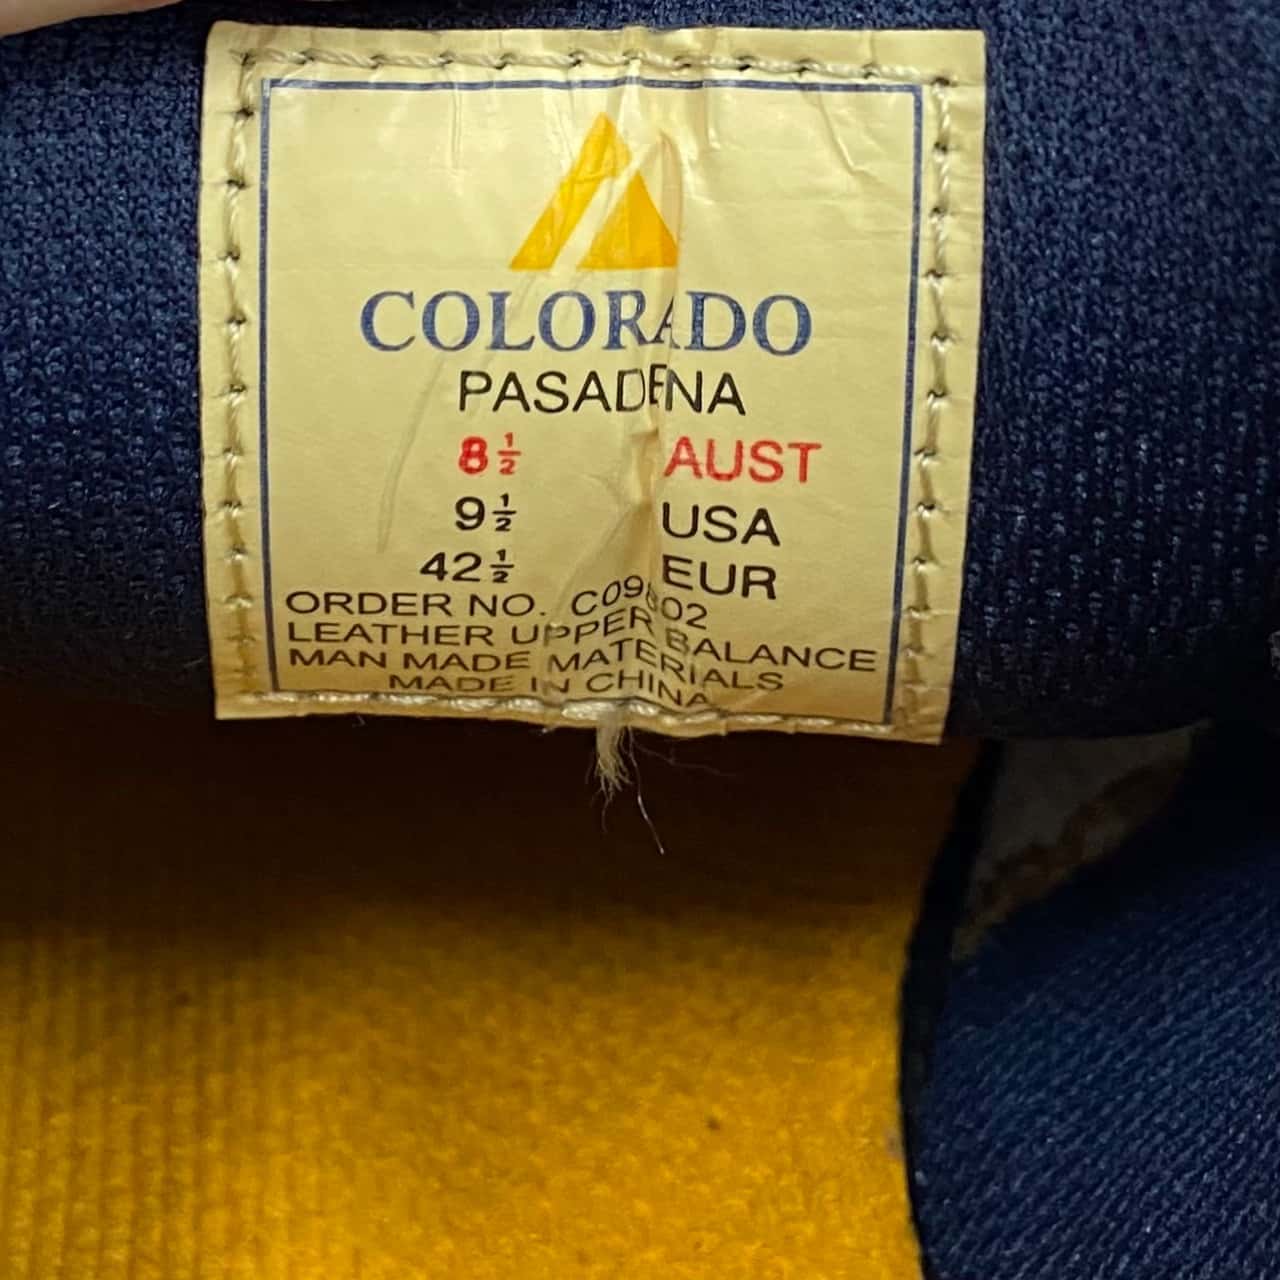 COLORADO
PASADENA
8½ AUST
9½ USA
42½ EUR
ORDER NO.
LEATHER UPPER BALANCE
MAN MADE MATERIALS
MADE IN CHINA